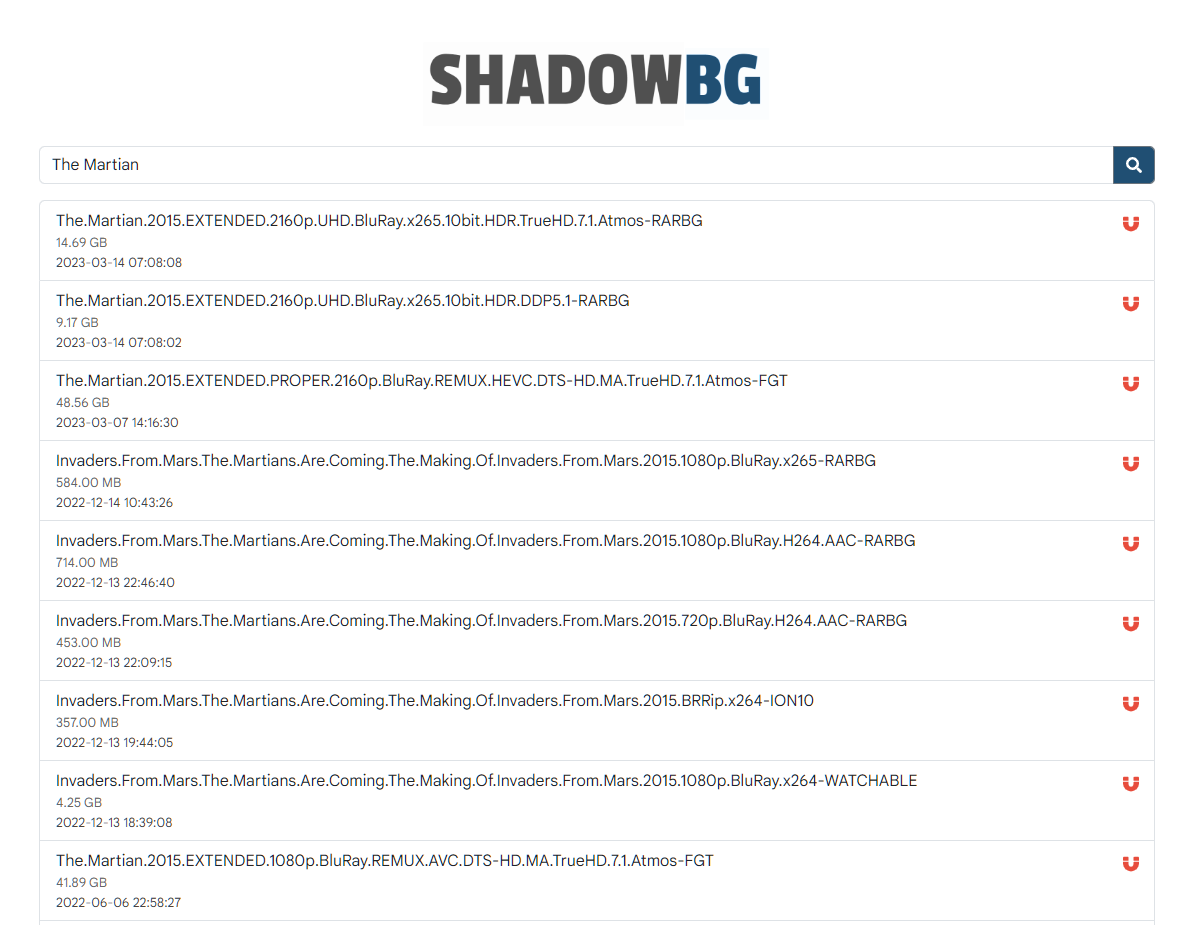 SHADOWBG
The Martian
The.Martian.2015.EXTENDED.2160p.UHD.BluRay.x265.10bit.HDR.TrueHD.7.1.Atmos-RARBG
14.69 GB
2023-03-14 07:08:08
The.Martian.2015.EXTENDED.2160p.UHD.BluRay.x265.10bit.HDR.DDP5.1-RARBG
9.17 GB
2023-03-14 07:08:02
The.Martian.2015.EXTENDED.PROPER.2160p.BluRay.REMUX.HEVC.DTS-HD.MA.TrueHD.7.1.Atmos-FGT
48.56 GB
2023-03-07 14:16:30
Invaders.From.Mars.The.Martians.Are.Coming.The.Making.Of.Invaders.From.Mars.2015.1080p.BluRay.x265-RARBG
584.00 MB
2022-12-14 10:43:26
Invaders.From.Mars.The.Martians.Are.Coming.The.Making.Of.Invaders.From.Mars.2015.1080p.BluRay.H264.AAC-RARBG
714.00 MB
2022-12-13 22:46:40
Invaders.From.Mars.The.Martians.Are.Coming.The.Making.Of.Invaders.From.Mars.2015.720p.BluRay.H264.AAC-RARBG
453.00 MB
2022-12-13 22:09:15
Invaders.From.Mars.The.Martians.Are.Coming.The.Making.Of.Invaders.From.Mars.2015.BRRip.x264-ION10
357.00 MB
2022-12-13 19:44:05
Invaders.From.Mars.The.Martians.Are.Coming.The.Making.Of.Invaders.From.Mars.2015.1080p.BluRay.x264-WATCHABLE
4.25 GB
2022-12-13 18:39:08
The.Martian.2015.EXTENDED.1080p.BluRay.REMUX.AVC.DTS-HD.MA.TrueHD.7.1.Atmos-FGT
41.89 GB
2022-06-06 22:58:27